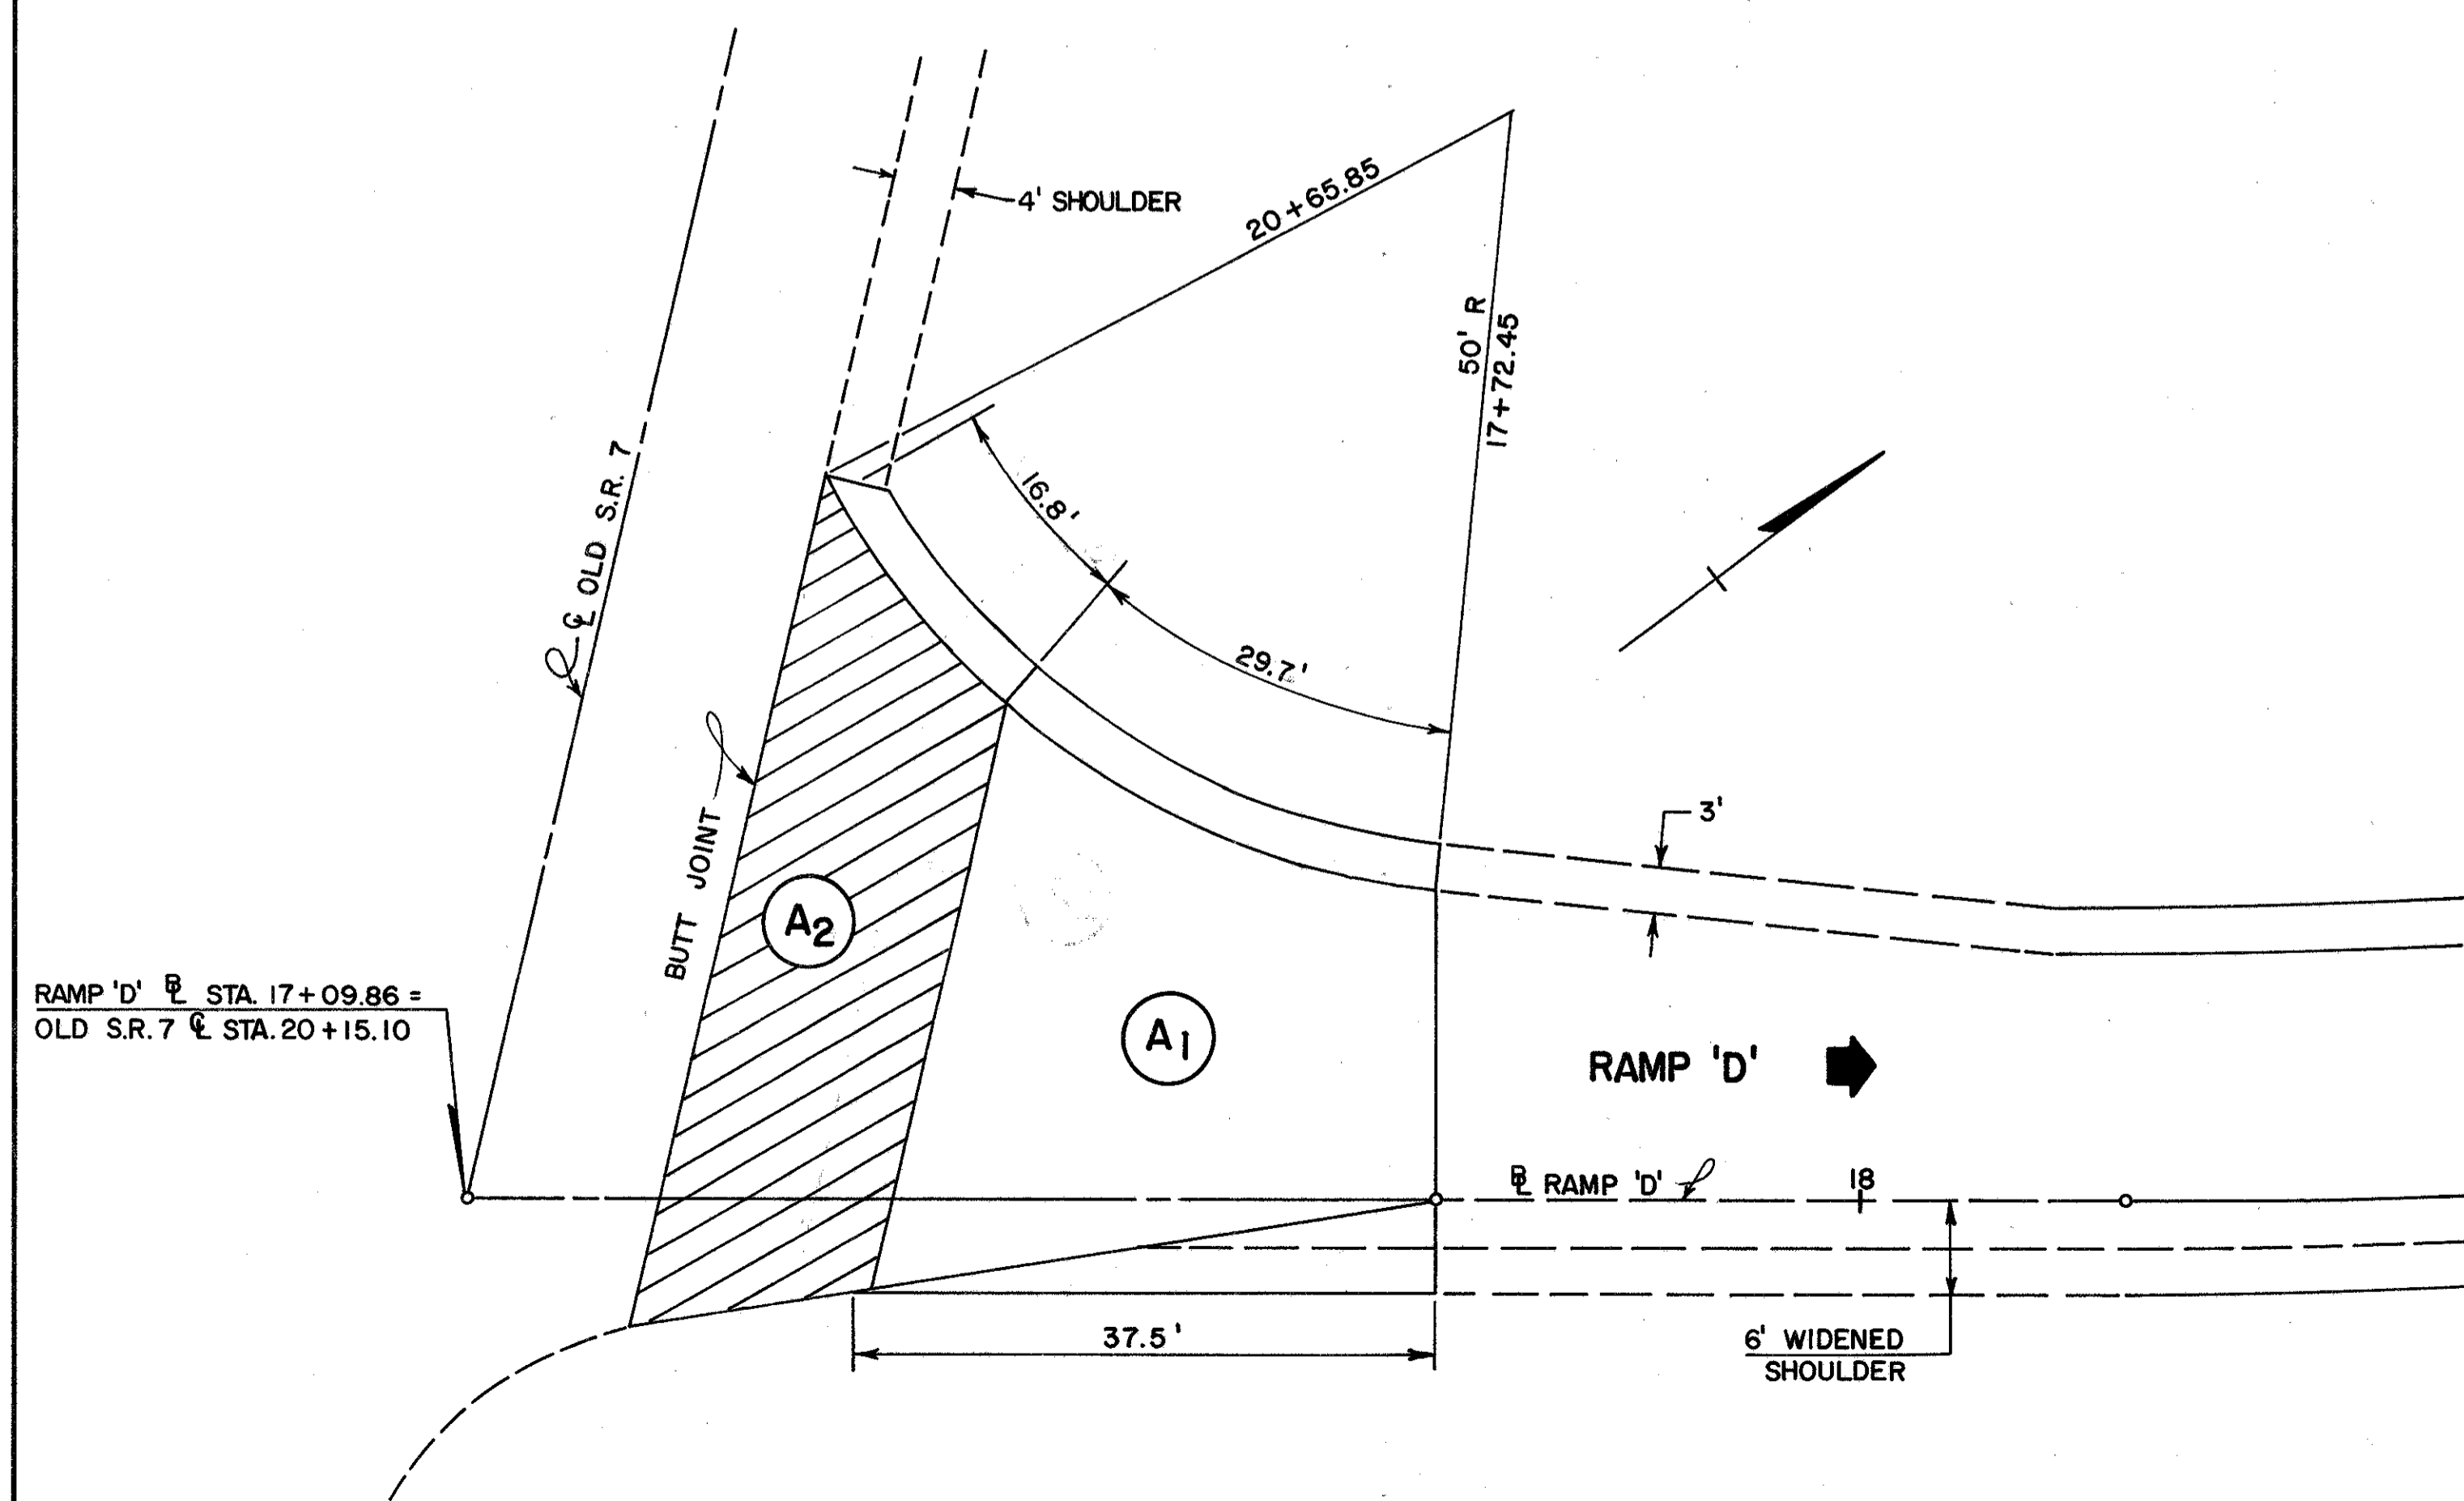 4' SHOULDER
20+65.85
50' R
17+72.45
℄ OLD S.R. 7
16.8'
29.7'
BUTT JOINT
3'
A2
A1
RAMP 'D' ⅊ STA. 17+09.86 =
OLD S.R. 7 ℄ STA. 20+15.10
RAMP 'D'
⅊ RAMP 'D'
18
37.5'
6' WIDENED
SHOULDER